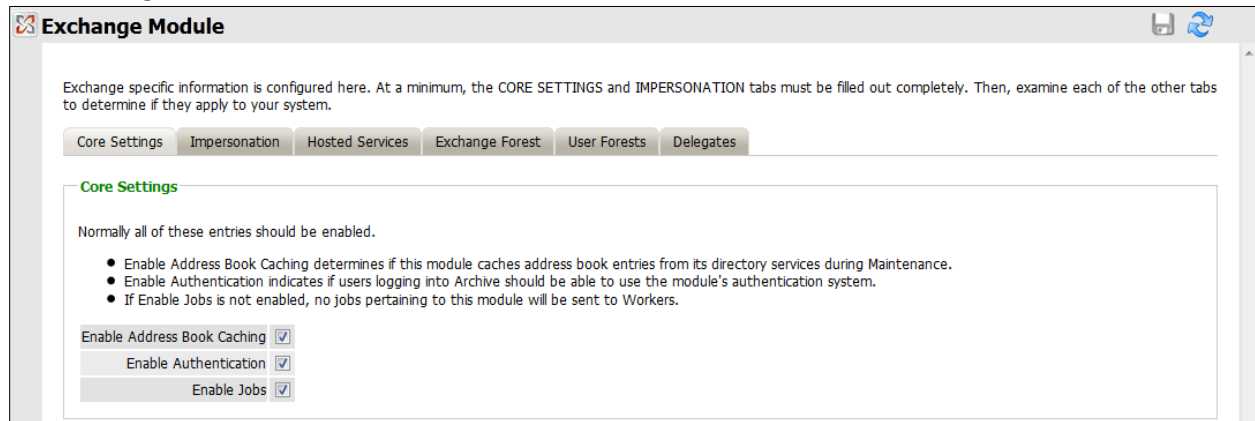 Exchange Module
Exchange specific information is configured here. At a minimum, the CORE SETTINGS and IMPERSONATION tabs must be filled out completely. Then, examine each of the other tabs
to determine if they apply to your system.
Core Settings Impersonation Hosted Services Exchange Forest User Forests Delegates
Core Settings
Normally all of these entries should be enabled.
● Enable Address Book Caching determines if this module caches address book entries from its directory services during Maintenance.
● Enable Authentication indicates if users logging into Archive should be able to use the module's authentication system.
● If Enable Jobs is not enabled, no jobs pertaining to this module will be sent to Workers.
Enable Address Book Caching
Enable Authentication
Enable Jobs